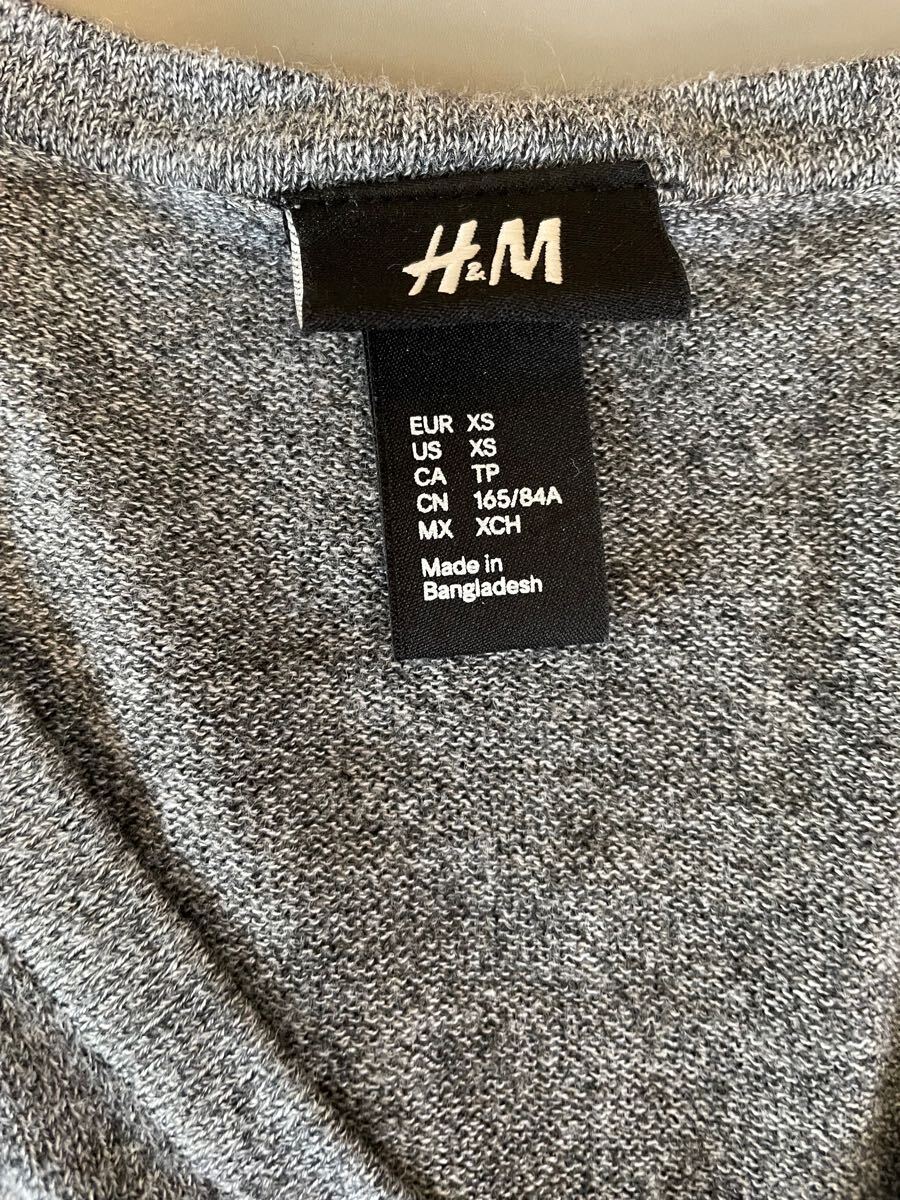 H&M
EUR XS
US XS
CA TP
CN 165/84A
MX XCH
Made in
Bangladesh